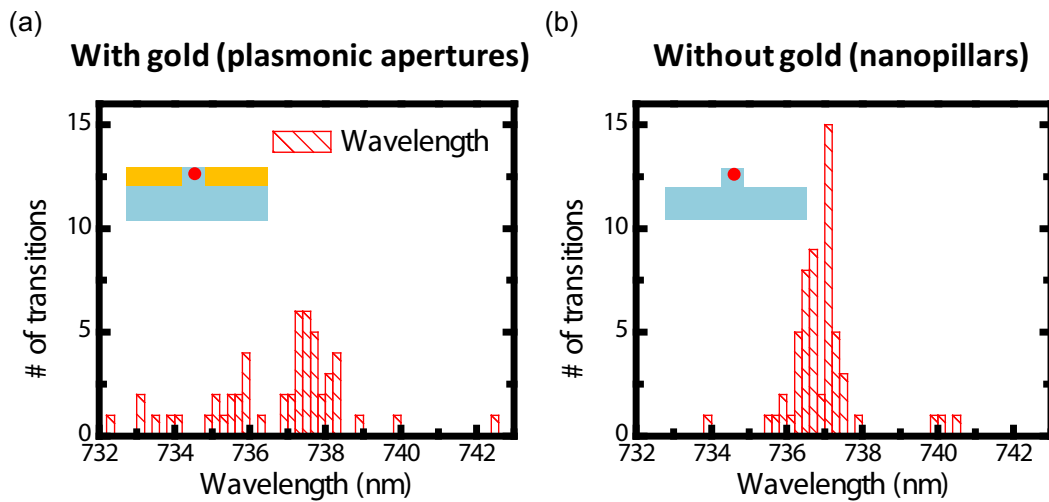 (a)
With gold (plasmonic apertures)
15
10
5
0
# of transitions
Wavelength
732 734 736 738 740 742
Wavelength (nm)
(b)
Without gold (nanopillars)
15
10
5
0
# of transitions
732 734 736 738 740 742
Wavelength (nm)